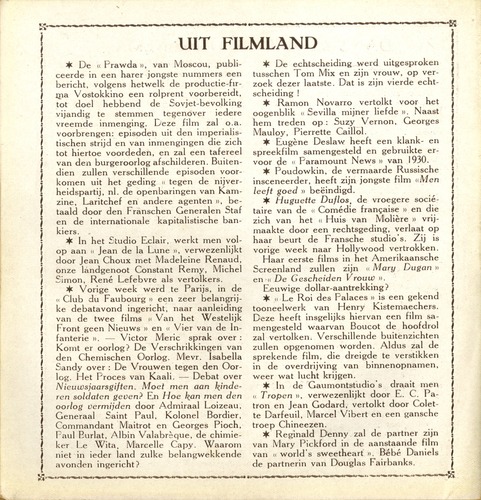 UIT FILMLAND
✶ De « Prawda », van Moscou, publi-
ceerde in een harer jongste nummers een
bericht, volgens hetwelk de productie-fir-
ma Vostokkino een rolprent voorbereidt,
tot doel hebbend de Sovjet-bevolking
vijandig te stemmen tegenover iedere
vreemde inmenging. Deze film zal o.a.
voorbrengen: episoden uit den imperialis-
tischen strijd en van inmengingen die zich
tot hiertoe voordeden, en zal een tafereel
van den burgeroorlog afschilderen. Buiten-
dien zullen verschillende episoden voor-
komen uit het geding « tegen de nijver-
heidspartij, nl. de openbaringen van Kam-
zine, Laritchef en andere agenten », be-
taald door den Franschen Generalen Staf
en de internationale kapitalistische ban-
kiers.
✶ In het Studio Eclair, werkt men vol-
op aan « Jean de la Lune », verwezenlijkt
door Jean Choux met Madeleine Renaud,
onze landgenoot Constant Remy, Michel
Simon, René Lefebvre als vertolkers.
✶ Vorige week werd te Parijs, in de
« Club du Faubourg » een zeer belangrij-
ke debatavond ingericht, naar aanleiding
van de twee films « Van het Westelijk
Front geen Nieuws » en « Vier van de In-
fanterie ». — Victor Meric sprak over :
Komt er oorlog? De Verschrikkingen van
den Chemischen Oorlog. Mevr. Isabella
Sandy over : De Vrouwen tegen den Oor-
log. Het Proces van Kaali. — Debat over
Nieuwsjaarsgiften. Moet men aan kinde-
ren soldaten geven? En Hoe kan men den
oorlog vermijden door Admiraal Loizeau,
Generaal Saint Paul, Kolonel Bordier,
Commandant Maitrot en Georges Pioch,
Paul Burlat, Albin Valabrèque, de chimie-
ker Le Wita, Marcelle Capy. Waarom
niet in ieder land zulke belangwekkende
avonden ingericht?
✶ De echtscheiding werd uitgesproken
tusschen Tom Mix en zijn vrouw, op ver-
zoek dezer laatste. Dat is zijn vierde echt-
scheiding !
✶ Ramon Novarro vertolkt voor het
oogenblik « Sevilla mijner liefde ». Naast
hem treden op : Suzy Vernon, Georges
Mauloy, Pierrette Caillol.
✶ Eugène Deslaw heeft een klank- en
spreekfilm samengesteld en gebruikte er-
voor de « Paramount News » van 1930.
✶ Poudowkin, de vermaarde Russische
insceneerder, heeft zijn jongste film «Men
leeft goed » beëindigd.
✶ Huguette Duflos, de vroegere socié-
taire van de « Comédie française » en die
zich van het « Huis van Molière » vrij-
maakte door een rechtsgeding, verlaat op
haar beurt de Fransche studio's. Zij is
vorige week naar Hollywood vertrokken.
Haar eerste films in het Amerikaansche
Screenland zullen zijn « Mary Dugan »
en « De Gescheiden Vrouw ».
Eeuwige dollar-aantrekking?
✶ « Le Roi des Palaces » is een gekend
tooneelwerk van Henry Kistemaechers.
Deze heeft insgelijks hiervan een film sa-
mengesteld waarvan Boucot de hoofdrol
zal vertolken. Verschillende buitenzichten
zullen opgenomen worden. Aldus zal de
sprekende film, die dreigde te verstikken
in de overdrijving van binnenopnamen,
weer wat lucht krijgen.
✶ In de Gaumontstudio's draait men
« Tropen », verwezenlijkt door E. C. Pat-
ton en Jean Godard, vertolkt door Colet-
te Darfeuil, Marcel Vibert en een gansche
troep Chineezen.
✶ Reginald Denny zal de partner zijn
van Mary Pickford in de aanstaande film
van « world's sweetheart ». Bébé Daniels
de partnerin van Douglas Fairbanks.